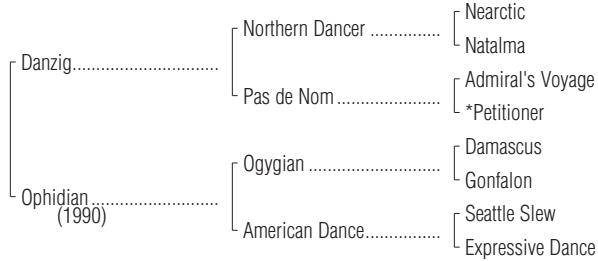 Nearctic
Northern Dancer ...............
Natalma
Danzig..............................
Admiral's Voyage
Pas de Nom ......................
*Petitioner
Damascus
Ogygian ............................
Gonfalon
Ophidian ..........................
(1990)
Seattle Slew
American Dance................
Expressive Dance